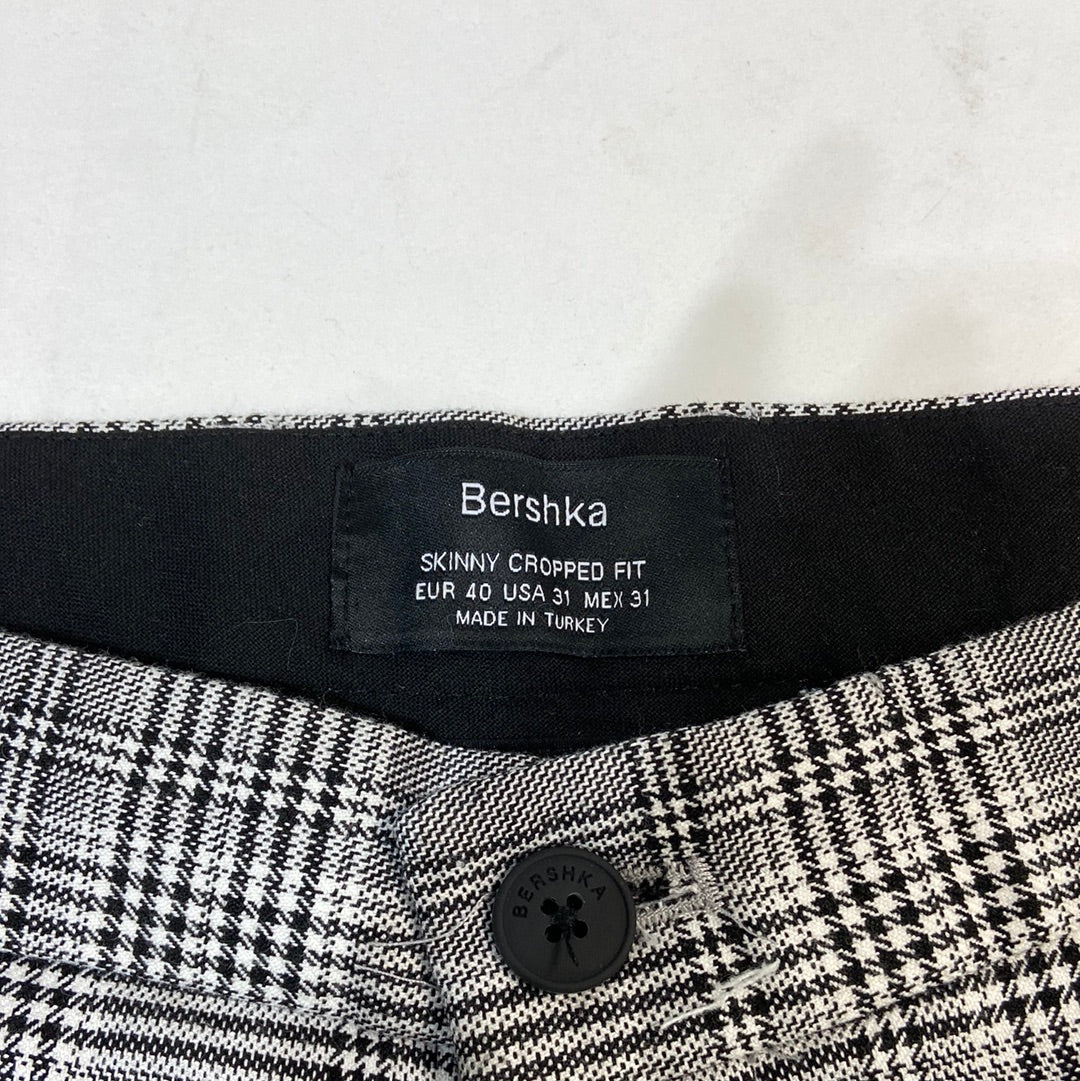 Bershka
SKINNY CROPPED FIT
EUR 40 USA 31 MEX 31
MADE IN TURKEY
BERSHKA